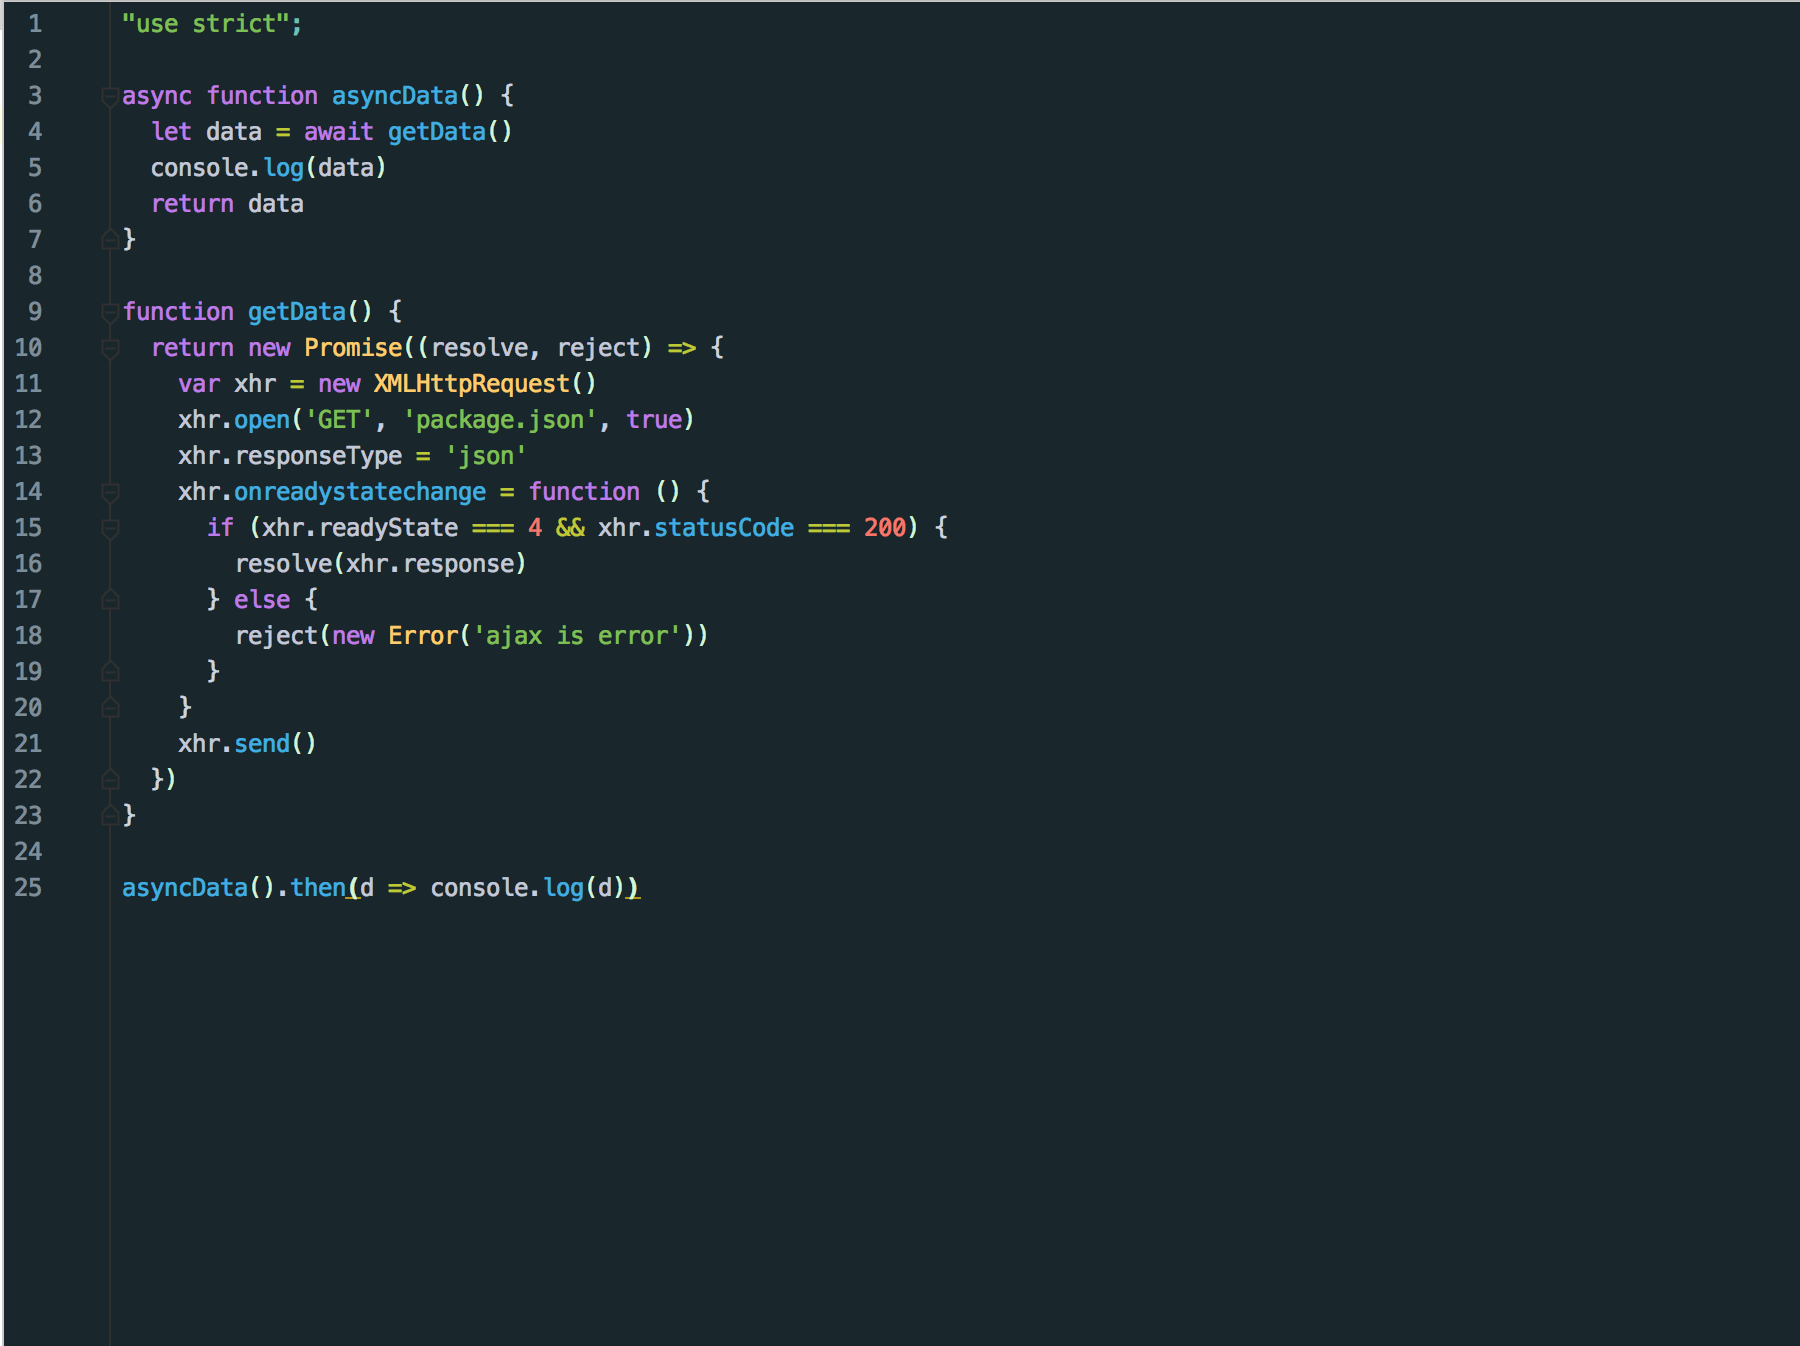 1 "use strict";
2
3 async function asyncData() {
4 let data = await getData()
5 console.log(data)
6 return data
7 }
8
9 function getData() {
10 return new Promise((resolve, reject) => {
11 var xhr = new XMLHttpRequest()
12 xhr.open('GET', 'package.json', true)
13 xhr.responseType = 'json'
14 xhr.onreadystatechange = function () {
15 if (xhr.readyState === 4 && xhr.statusCode === 200) {
16 resolve(xhr.response)
17 } else {
18 reject(new Error('ajax is error'))
19 }
20 }
21 xhr.send()
22 })
23 }
24
25 asyncData().then(d => console.log(d))